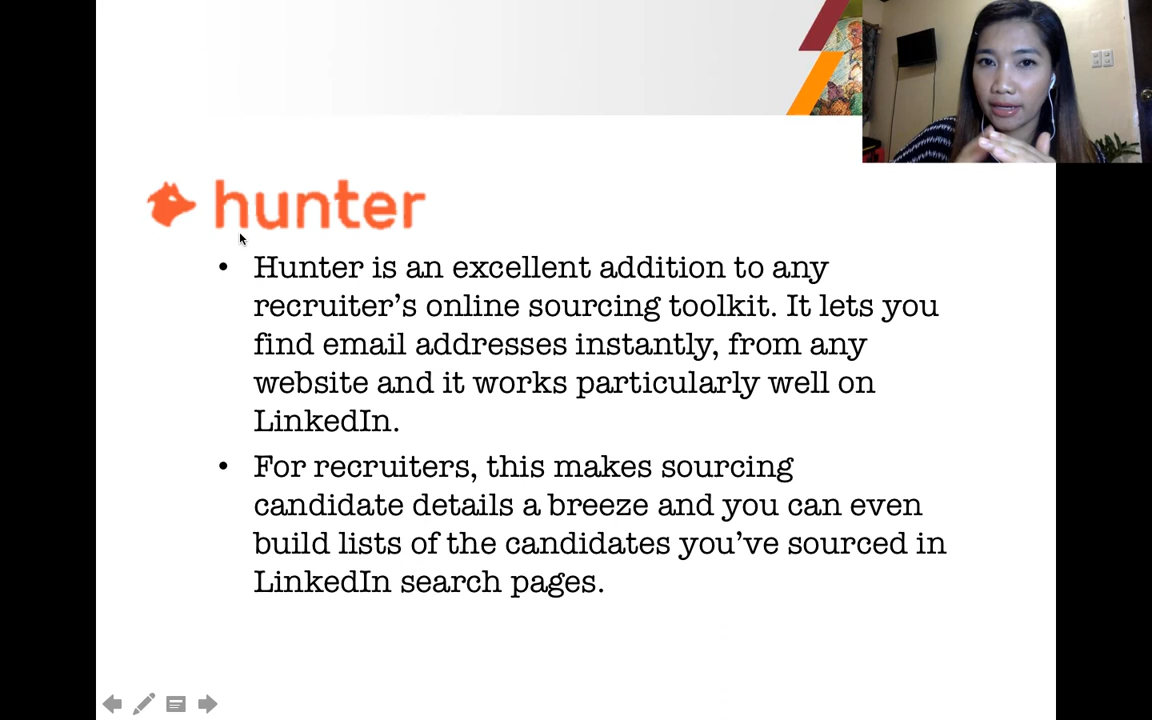 hunter
• Hunter is an excellent addition to any
recruiter’s online sourcing toolkit. It lets you
find email addresses instantly, from any
website and it works particularly well on
LinkedIn.
• For recruiters, this makes sourcing
candidate details a breeze and you can even
build lists of the candidates you’ve sourced in
LinkedIn search pages.